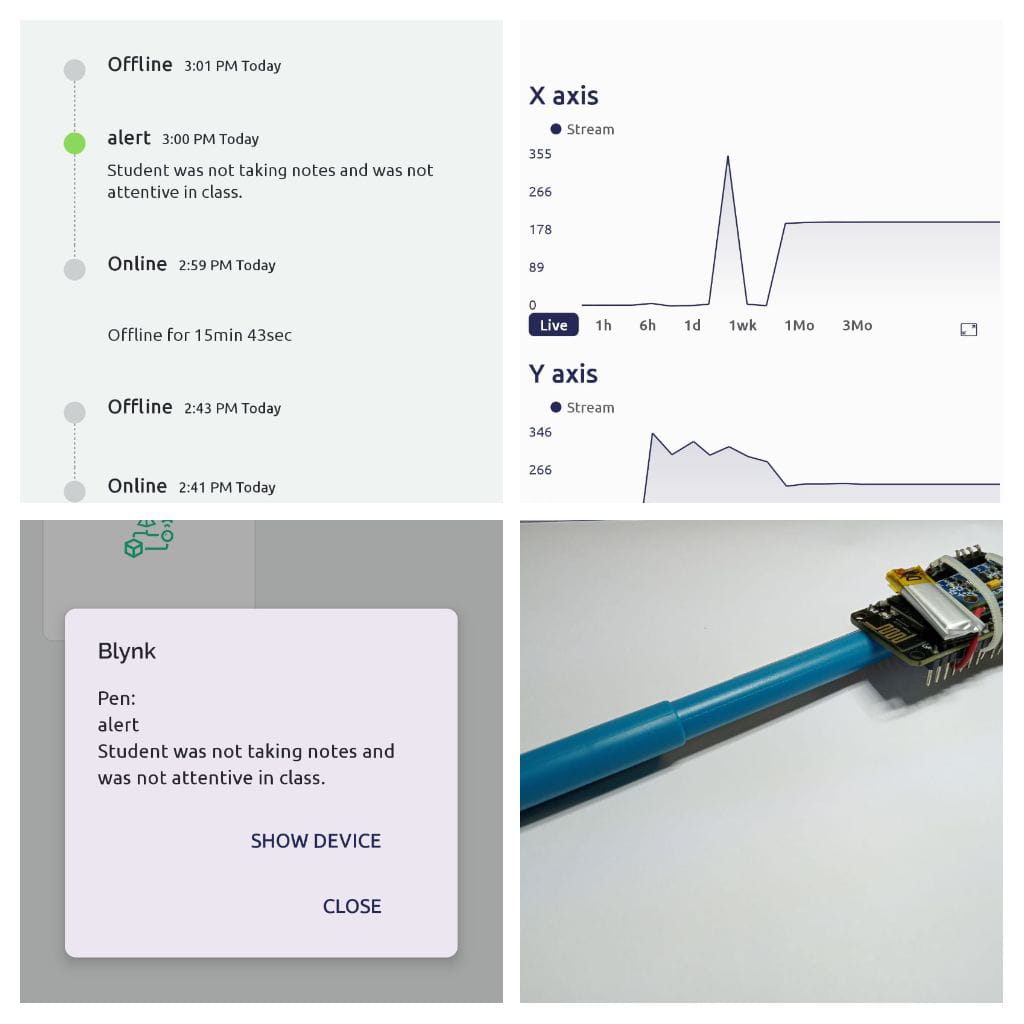 Offline 3:01 PM Today
alert 3:00 PM Today
Student was not taking notes and was not
attentive in class.
Online 2:59 PM Today
Offline for 15min 43sec
Offline 2:43 PM Today
Online 2:41 PM Today
X axis
Stream
355
266
178
89
0
Live 1h 6h 1d 1wk 1Mo 3Mo
Y axis
Stream
346
266
Blynk
Pen:
alert
Student was not taking notes and
was not attentive in class.
SHOW DEVICE
CLOSE